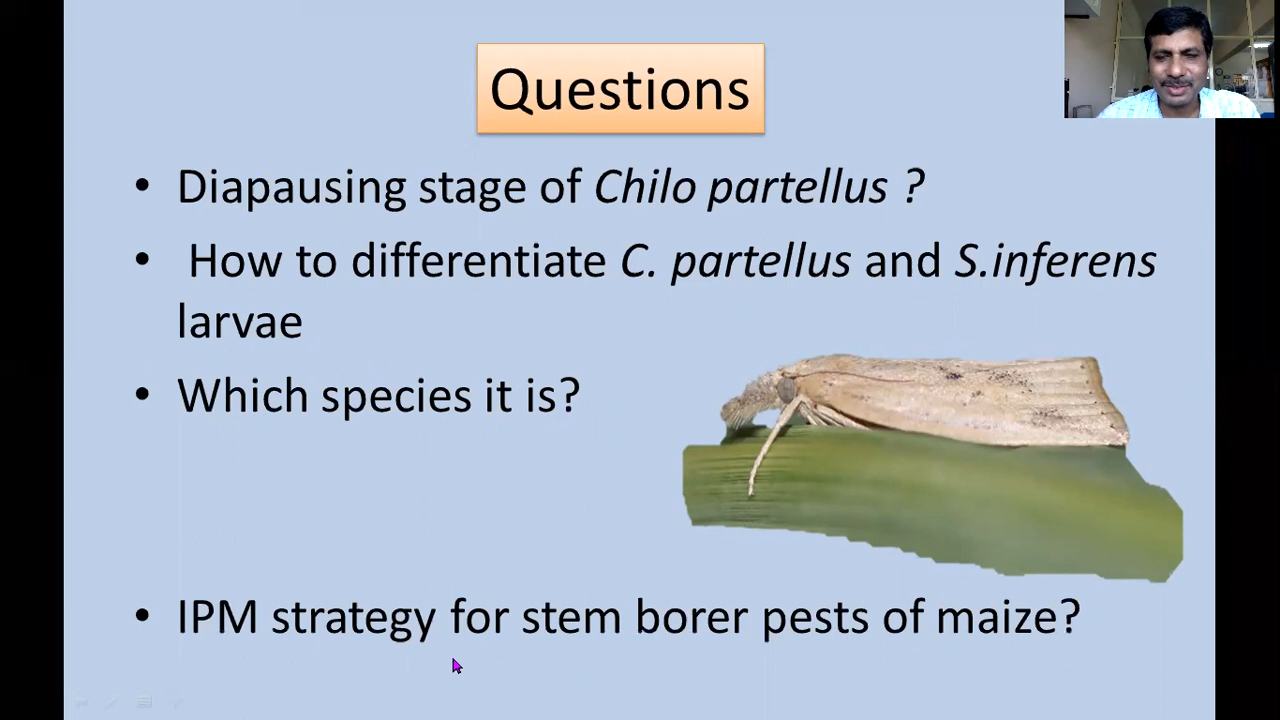 Questions
• Diapausing stage of Chilo partellus ?
• How to differentiate C. partellus and S.inferens
larvae
• Which species it is?
• IPM strategy for stem borer pests of maize?